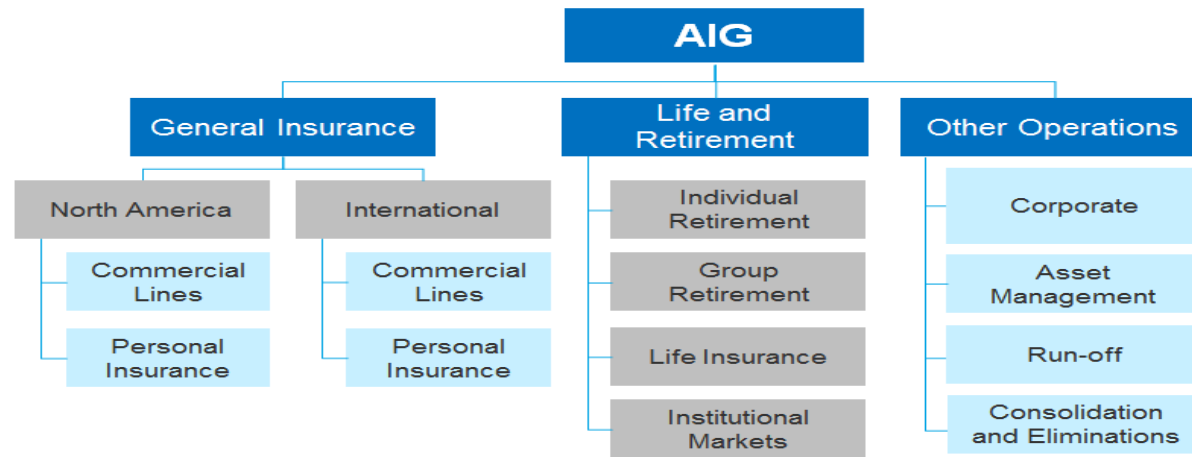 AIG
General Insurance
Life and
Retirement
Other Operations
North America
International
Commercial
Lines
Personal
Insurance
Commercial
Lines
Personal
Insurance
Individual
Retirement
Group
Retirement
Life Insurance
Institutional
Markets
Corporate
Asset
Management
Run-off
Consolidation
and Eliminations